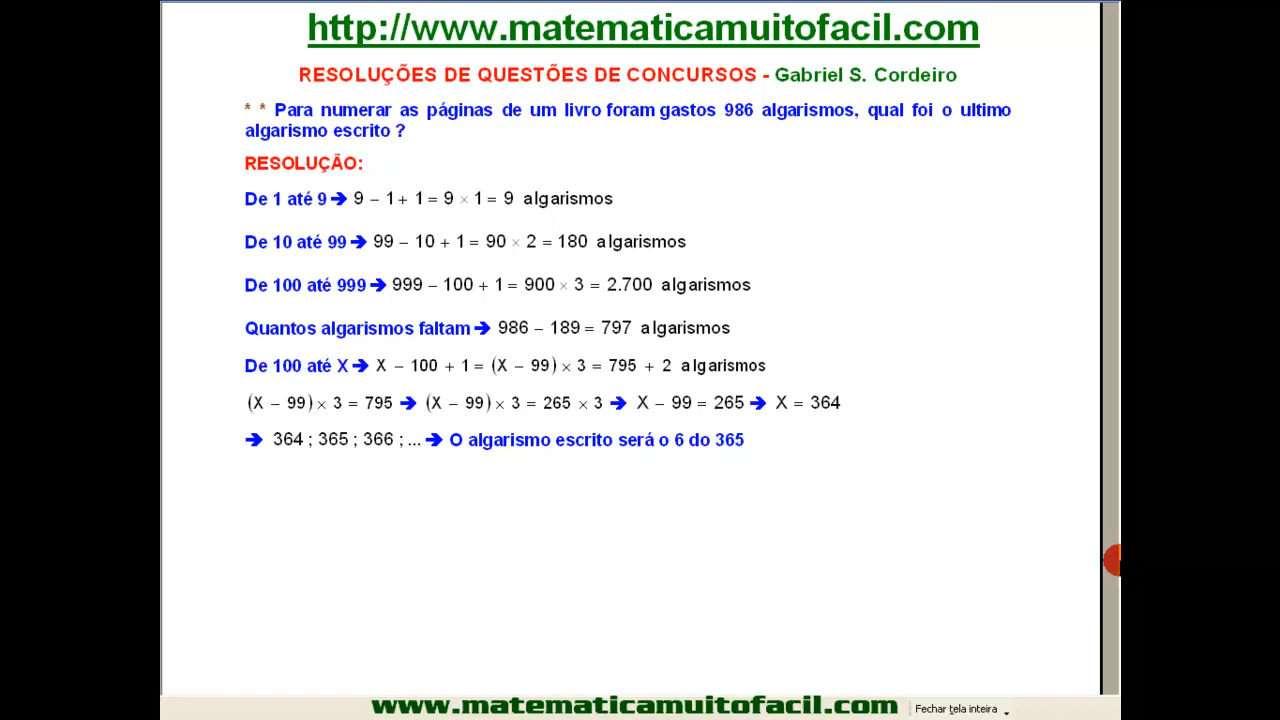 http://www.matematicamuitofacil.com
RESOLUÇÕES DE QUESTÕES DE CONCURSOS - Gabriel S. Cordeiro
* * Para numerar as páginas de um livro foram gastos 986 algarismos, qual foi o ultimo
algarismo escrito ?
RESOLUÇÃO:
De 1 até 9 ➔ 9 − 1 + 1 = 9 × 1 = 9 algarismos
De 10 até 99 ➔ 99 − 10 + 1 = 90 × 2 = 180 algarismos
De 100 até 999 ➔ 999 − 100 + 1 = 900 × 3 = 2.700 algarismos
Quantos algarismos faltam ➔ 986 − 189 = 797 algarismos
De 100 até X ➔ X − 100 + 1 = (X − 99) × 3 = 795 + 2 algarismos
(X − 99) × 3 = 795 ➔ (X − 99) × 3 = 265 × 3 ➔ X − 99 = 265 ➔ X = 364
➔ 364 ; 365 ; 366 ; ... ➔ O algarismo escrito será o 6 do 365
www.matematicamuitofacil.com
Fechar tela inteira